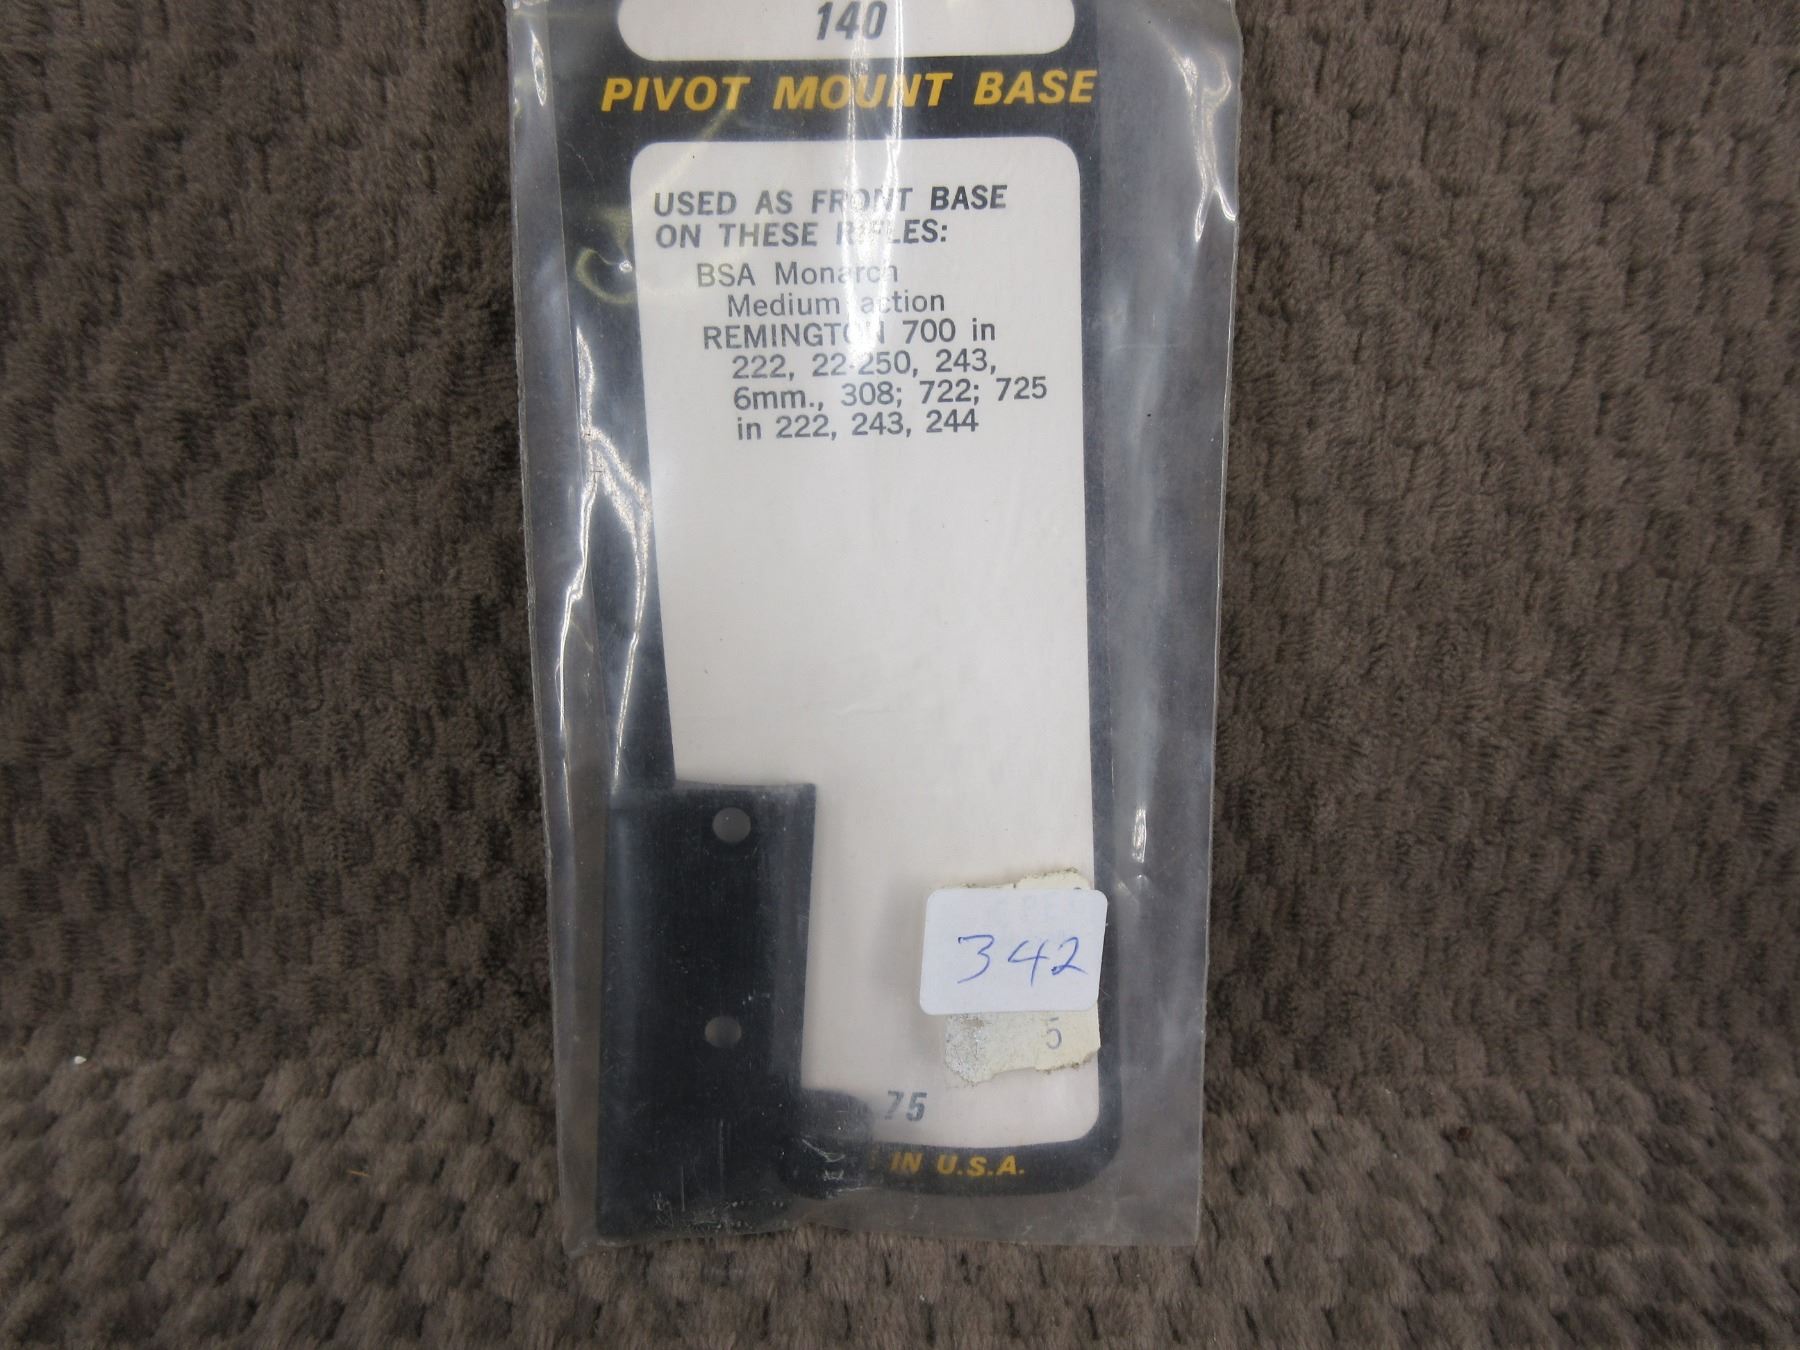 140
PIVOT MOUNT BASE
USED AS FRONT BASE
ON THESE RIFLES:
BSA Monarch
Medium action
REMINGTON 700 in
222, 22-250, 243,
6mm., 308; 722; 725
in 222, 243, 244
342
5
75
IN U.S.A.